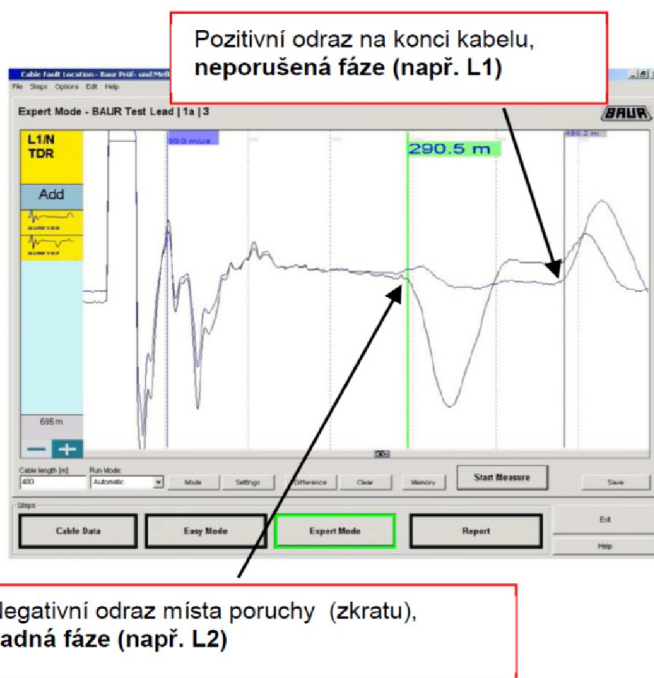 Pozitivní odraz na konci kabelu,
neporušená fáze (např. L1)
Cable Fault Location - Baur Prüf- und Meß
File Steps Options Edit Help
Expert Mode - BAUR Test Lead | 1a | 3
BAUR
L1/N
TDR
80.0 m/us
290.5 m
Add
m
Cable length [m]
480
Run Mode:
Automatic
Mode
Settings
Difference
Clear
Memory
Start Measure
Save
Steps
Cable Data
Easy Mode
Expert Mode
Report
Exit
Help
egativní odraz místa poruchy (zkratu),
adná fáze (např. L2)